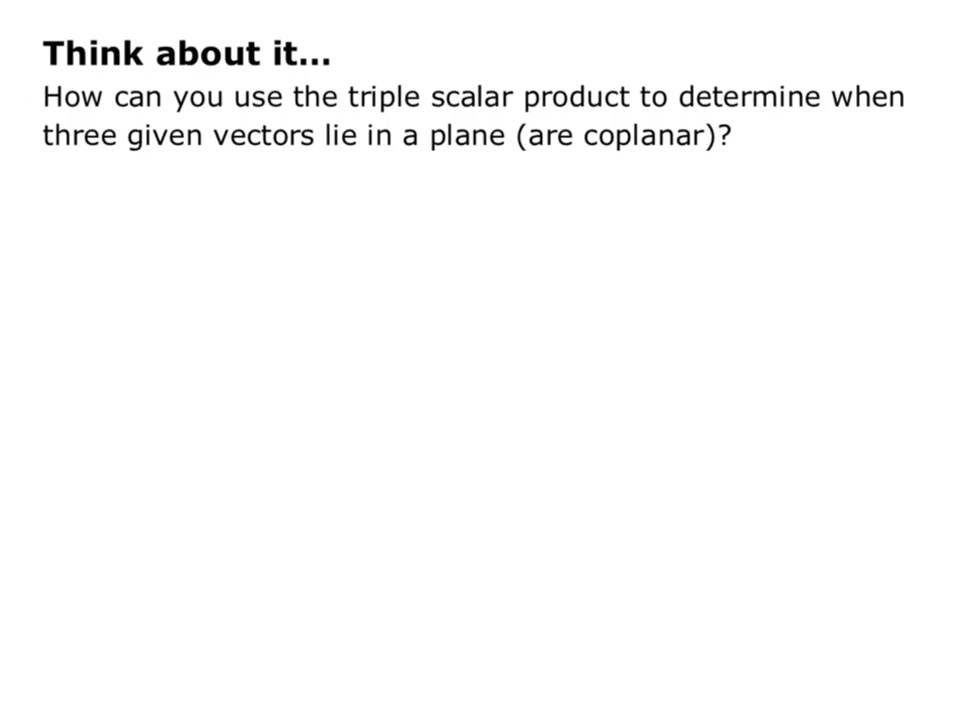 Think about it...
How can you use the triple scalar product to determine when
three given vectors lie in a plane (are coplanar)?